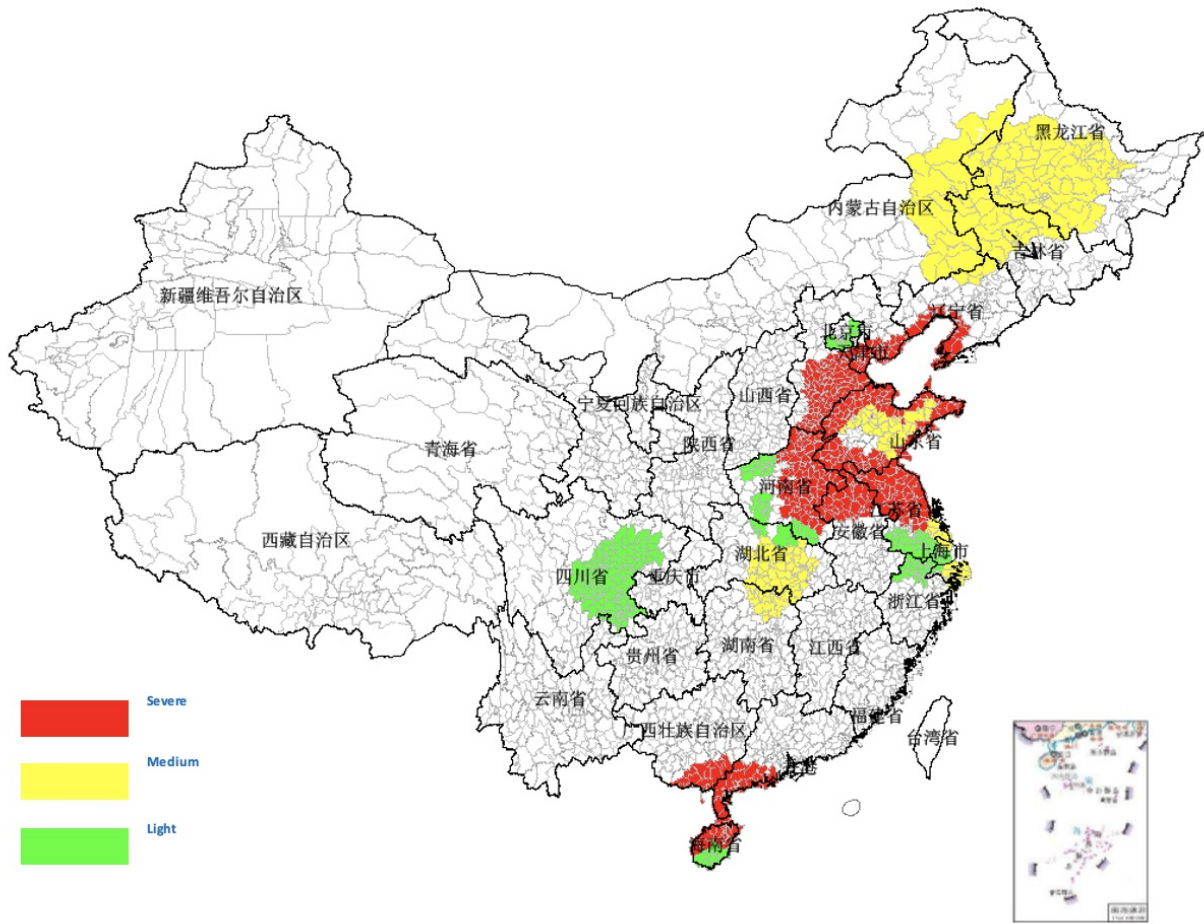 黑龙江省
内蒙古自治区
吉林省
新疆维吾尔自治区
辽宁省
北京市
天津市
山西省
宁夏回族自治区
山东省
青海省
陕西省
河南省
苏省
安徽省
西藏自治区
上海市
湖北省
四川省
重庆市
浙江省
贵州省
湖南省
江西省
云南省
福建省
广西壮族自治区
台湾省
海南省
Severe
Medium
Light